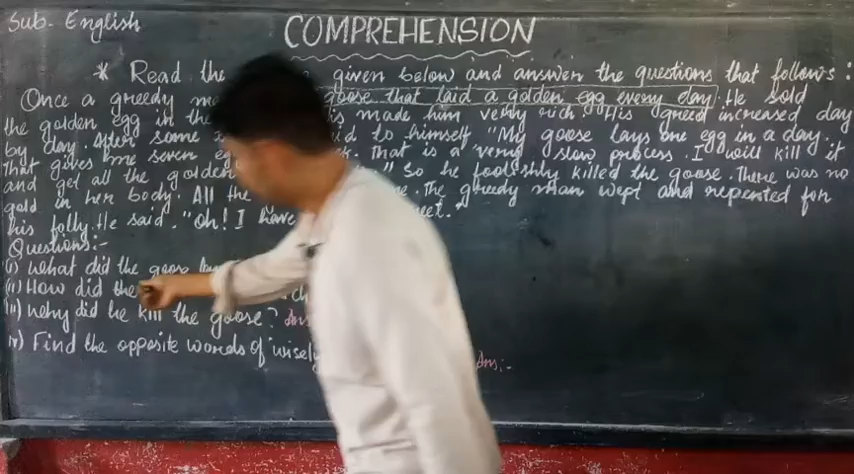 Sub. English
COMPREHENSION
* Read the given below and answer the questions that follows:
Once a greedy goose that laid a golden egg every day. He sold
the golden egg in the made him very rich. His greed increased day
by day. After some to himself "My goose lays one egg in a day.
That gives me seven That is a very slow process. I will kill it
and get all the golden " So he foolishly killed the goose. There was no
gold in her body. All the The greedy man wept and repented for
his folly. He said. "Oh! I have
Questions:-
(i) What did the goose
(ii) How did the
iii) Why did he kill the goose? Ans
iv) Find the opposite words of 'wisely Ans:-